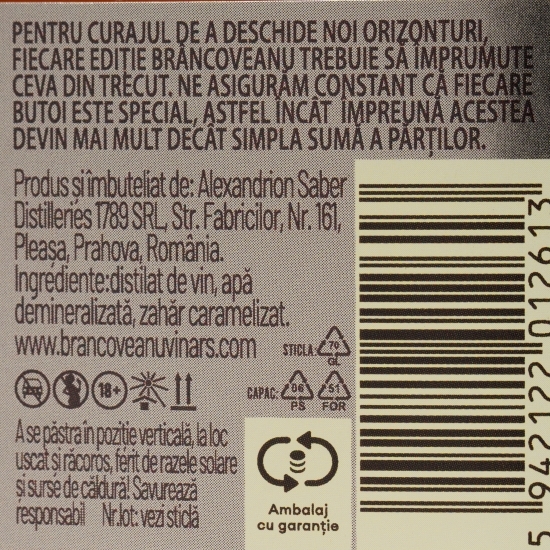 PENTRU CURAJUL DE A DESCHIDE NOI ORIZONTURI,
FIECARE EDIȚIE BRÂNCOVEANU TREBUIE SĂ ÎMPRUMUTE
CEVA DIN TRECUT. NE ASIGURĂM CONSTANT CĂ FIECARE
BUTOI ESTE SPECIAL, ASTFEL ÎNCÂT ÎMPREUNĂ ACESTEA
DEVIN MAI MULT DECÂT SIMPLA SUMĂ A PĂRȚILOR.
Produs și îmbuteliat de: Alexandrion Saber
Distilleries 1789 SRL, Str. Fabricilor, Nr. 161,
Pleașa, Prahova, România.
Ingrediente:distilat de vin, apă
demineralizată, zahăr caramelizat.
www.brancoveanuvinars.com
STICLA:
70
GL
18+
CAPAC:
06
PS
51
FOR
A se păstra în poziție verticală, la loc
uscat și răcoros, ferit de razele solare
și surse de căldură! Savurează
responsabil Nr.lot: vezi sticlă
Ambalaj
cu garanție
5 942122 012613